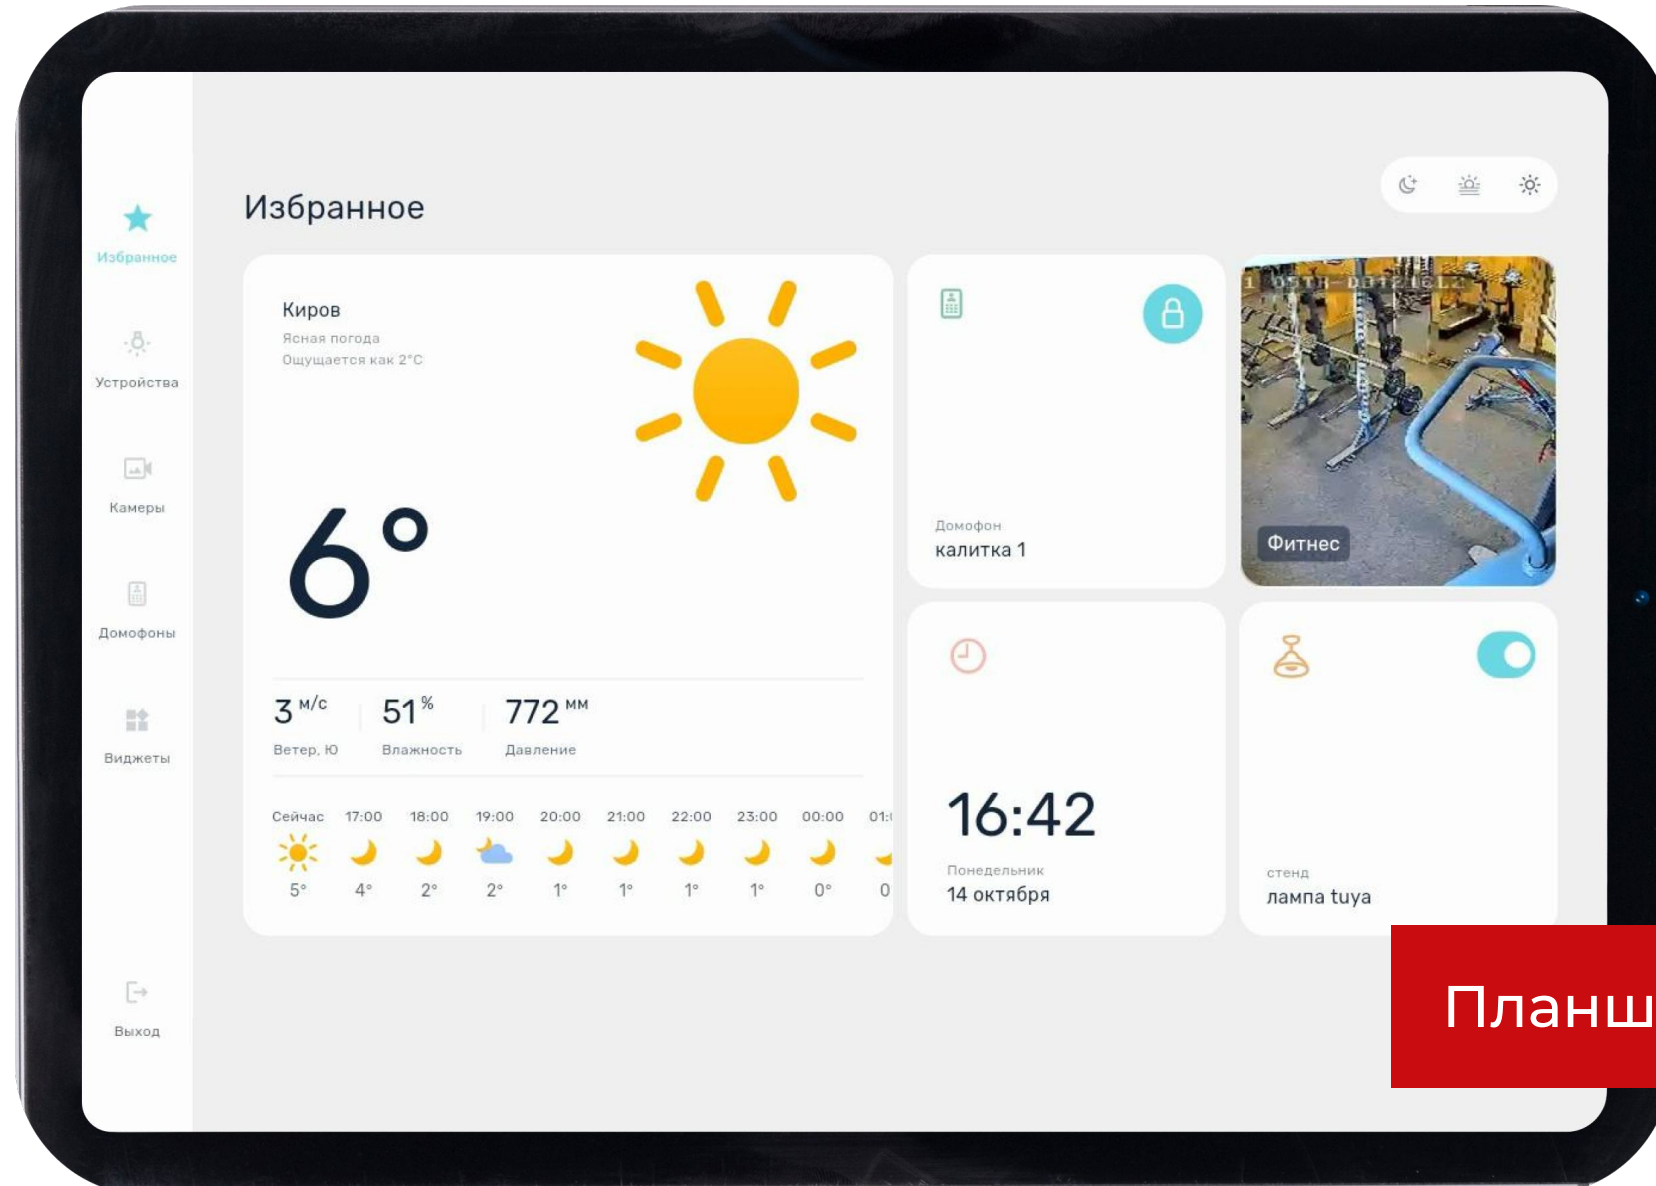 Избранное
Избранное
Устройства
Камеры
Домофоны
Виджеты
Выход
Киров
Ясная погода
Ощущается как 2°C
6°
3 м/с
Ветер, Ю
51 %
Влажность
772 мм
Давление
Сейчас 17:00 18:00 19:00 20:00 21:00 22:00 23:00 00:00
5° 4° 2° 2° 1° 1° 1° 1° 0° 0
Домофон
калитка 1
Фитнес
16:42
Понедельник
14 октября
стенд
лампа tuya
Планш